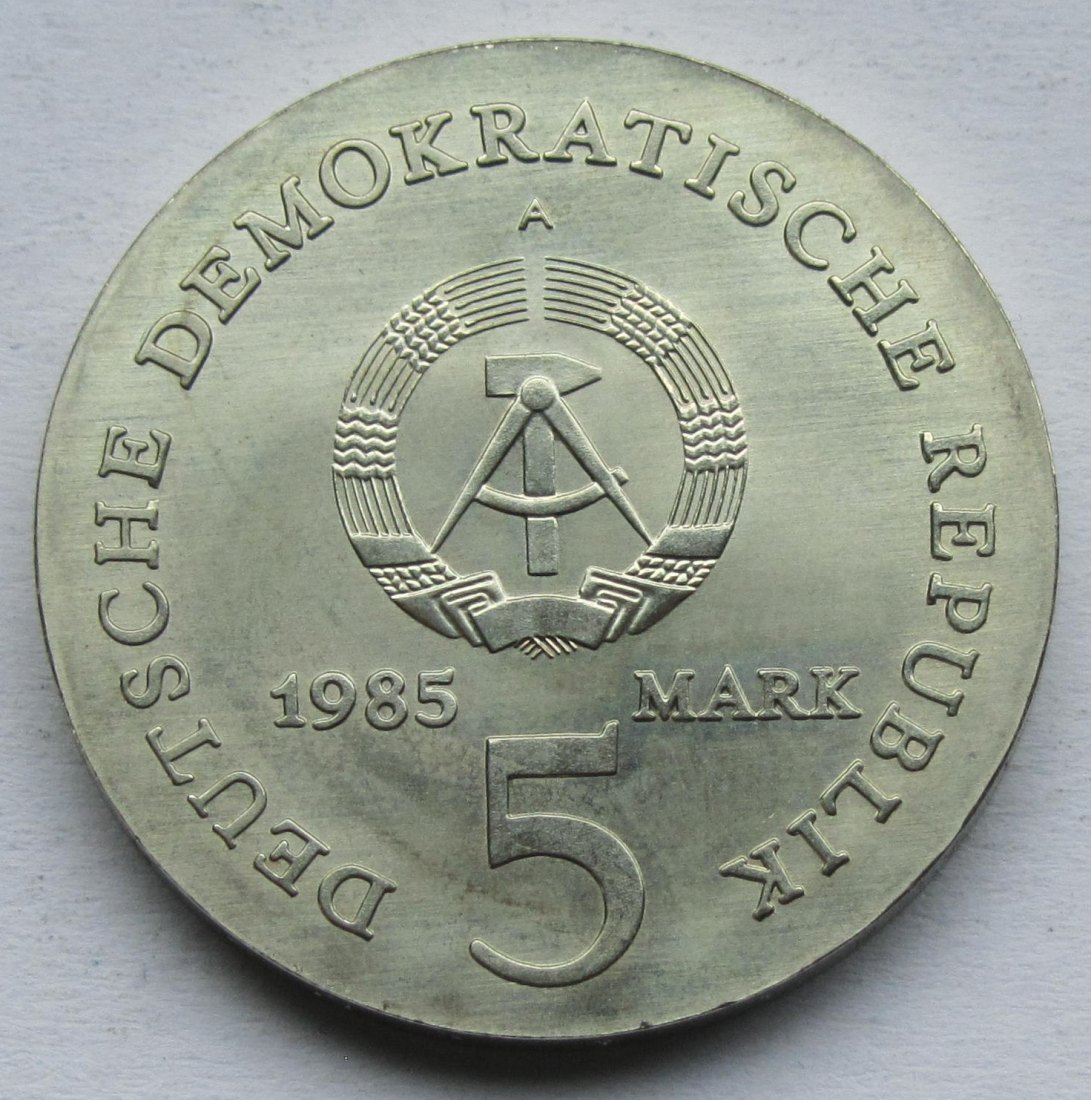 DEUTSCHE DEMOKRATISCHE REPUBLIK
A
1985 MARK
5